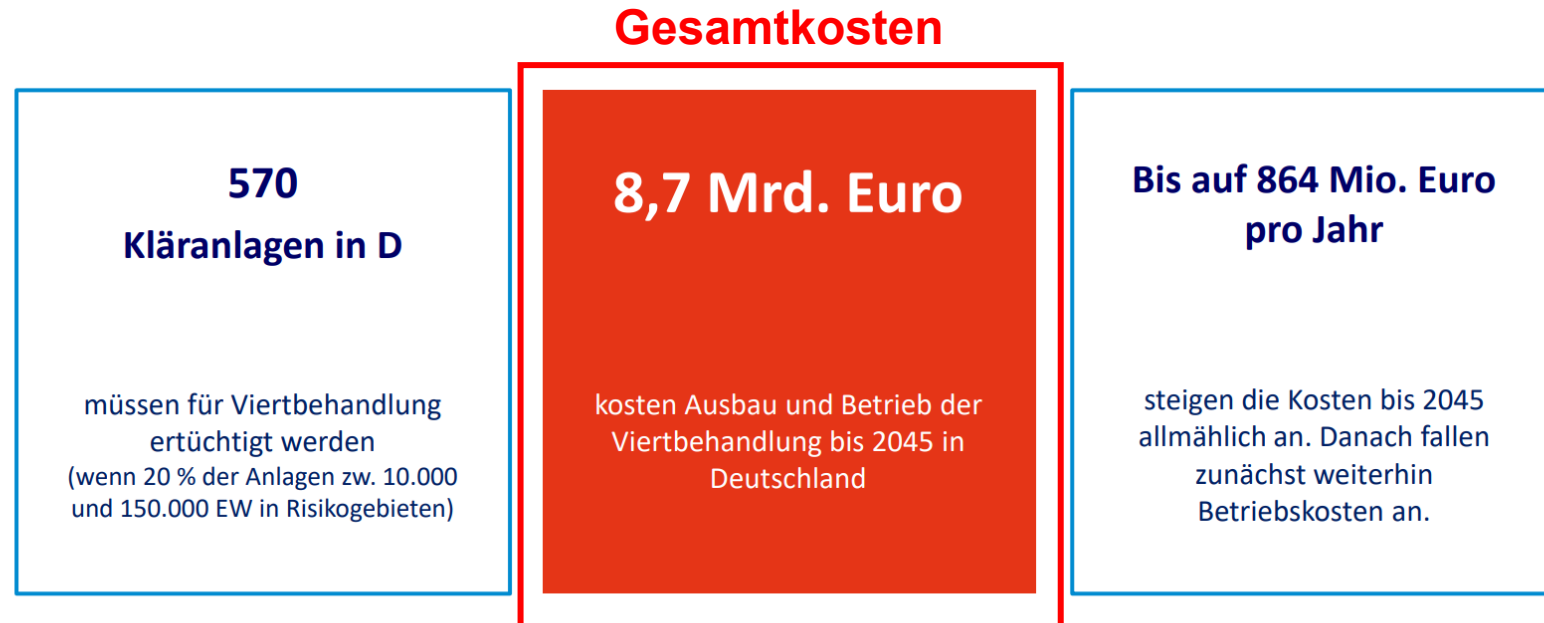 Gesamtkosten
570
Kläranlagen in D
müssen für Viertbehandlung
ertüchtigt werden
(wenn 20 % der Anlagen zw. 10.000
und 150.000 EW in Risikogebieten)
8,7 Mrd. Euro
kosten Ausbau und Betrieb der
Viertbehandlung bis 2045 in
Deutschland
Bis auf 864 Mio. Euro
pro Jahr
steigen die Kosten bis 2045
allmählich an. Danach fallen
zunächst weiterhin
Betriebskosten an.